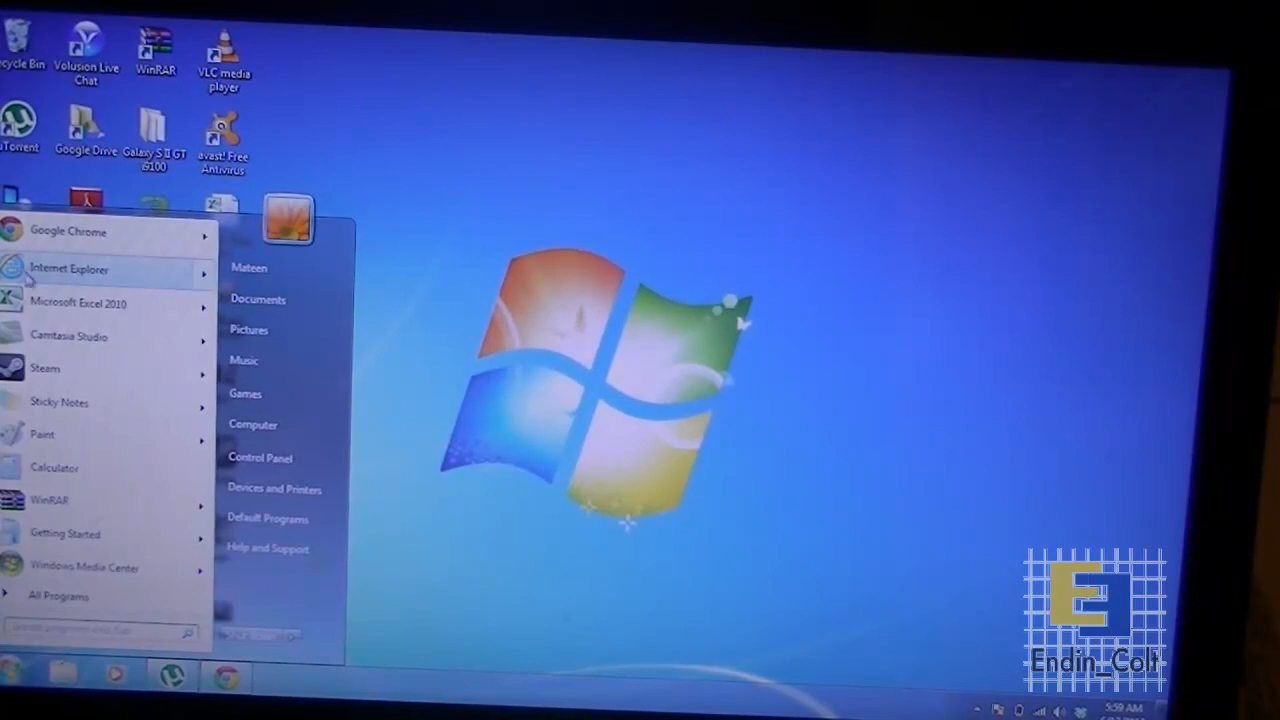 ecycle Bin
Volusion Live
Chat
WinRAR
VLC media
player
uTorrent
Google Drive
Galaxy S II GT
i9100
avast! Free
Antivirus
Google Chrome
Internet Explorer
Microsoft Excel 2010
Camtasia Studio
Steam
Sticky Notes
Paint
Calculator
WinRAR
Getting Started
Windows Media Center
All Programs
Mateen
Documents
Pictures
Music
Games
Computer
Control Panel
Devices and Printers
Default Programs
Help and Support
Endin_Colt
5:59 AM